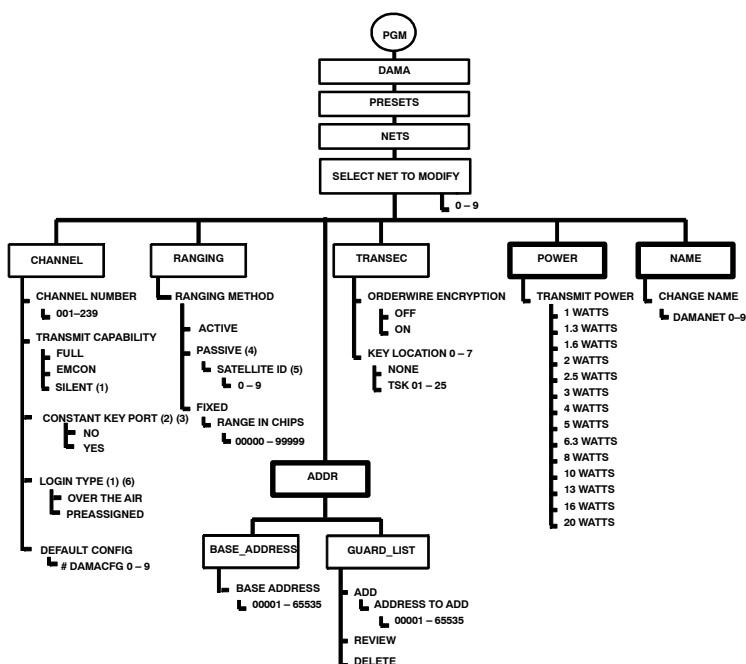 PGM
DAMA
PRESETS
NETS
SELECT NET TO MODIFY
0 – 9
CHANNEL
CHANNEL NUMBER
001–239
TRANSMIT CAPABILITY
FULL
EMCON
SILENT (1)
CONSTANT KEY PORT (2) (3)
NO
YES
LOGIN TYPE (1) (6)
OVER THE AIR
PREASSIGNED
DEFAULT CONFIG
# DAMACFG 0 – 9
RANGING
RANGING METHOD
ACTIVE
PASSIVE (4)
SATELLITE ID (5)
0 – 9
FIXED
RANGE IN CHIPS
00000 – 99999
ADDR
BASE_ADDRESS
BASE ADDRESS
00001 – 65535
GUARD_LIST
ADD
ADDRESS TO ADD
00001 – 65535
REVIEW
DELETE
TRANSEC
ORDERWIRE ENCRYPTION
OFF
ON
KEY LOCATION 0 – 7
NONE
TSK 01 – 25
POWER
TRANSMIT POWER
1 WATTS
1.3 WATTS
1.6 WATTS
2 WATTS
2.5 WATTS
3 WATTS
4 WATTS
5 WATTS
6.3 WATTS
8 WATTS
10 WATTS
13 WATTS
16 WATTS
20 WATTS
NAME
CHANGE NAME
DAMANET 0–9